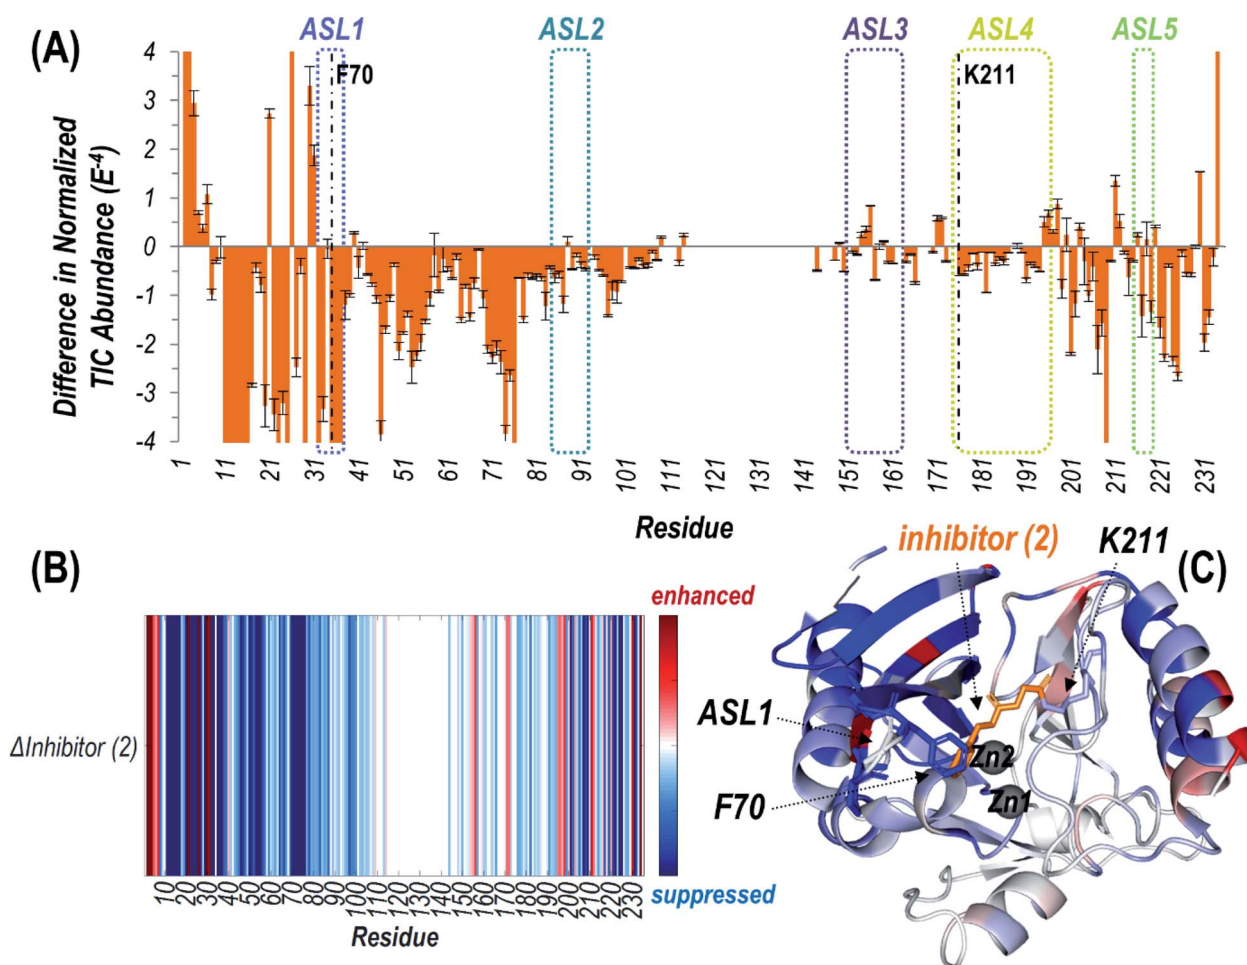 (A)
ASL1 ASL2 ASL3 ASL4 ASL5
F70
K211
Difference in Normalized
TIC Abundance (E-4)
4
3
2
1
0
-1
-2
-3
-4
1 11 21 31 41 51 61 71 81 91 101 111 121 131 141 151 161 171 181 191 201 211 221 231
Residue
(B)
enhanced
ΔInhibitor (2)
suppressed
10 20 30 40 50 60 70 80 90 100 110 120 130 140 150 160 170 180 190 200 210 220 230
Residue
(C)
inhibitor (2)
K211
ASL1
F70
Zn2
Zn1